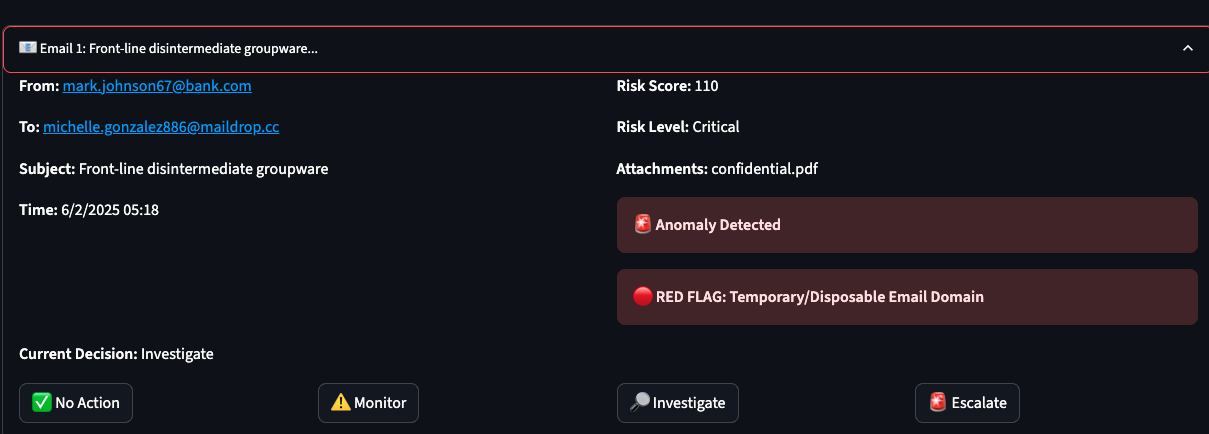 📧 Email 1: Front-line disintermediate groupware...
From: mark.johnson67@bank.com
To: michelle.gonzalez886@maildrop.cc
Subject: Front-line disintermediate groupware
Time: 6/2/2025 05:18
Risk Score: 110
Risk Level: Critical
Attachments: confidential.pdf
🚨 Anomaly Detected
🔴 RED FLAG: Temporary/Disposable Email Domain
Current Decision: Investigate
✅ No Action
⚠️ Monitor
🔎 Investigate
🚨 Escalate